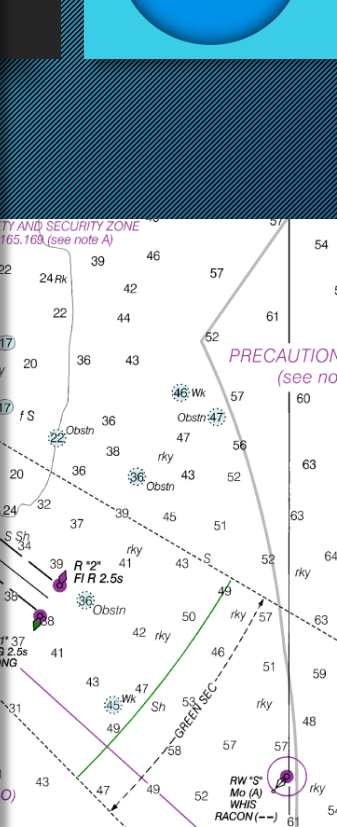 57
TY AND SECURITY ZONE
165.169 (see note A)
54
46
39
22
57
24 Rk
42
22
44
61
17
52
36
43
20
PRECAUTION
(see no
46 Wk
57
60
17
f S
Obstn 47
36
Obstn
22
47
56
38
rky
63
36
43
20
36
Obstn
52
24
32
39
45
63
51
S Sh
34
rky
64
39
R "2"
Fl R 2.5s
41
43
S
52
rky
38
36
Obstn
49
rky
57
50
63
38
42
rky
1"
37
G 2.5s
ONG
41
46
51
59
43
47
53
rky
45
Wk
Sh
31
49
GREEN SEC
48
58
57
57
43
49
RW "S"
Mo (A)
WHIS
RACON (– –)
rky
O)
47
52
61